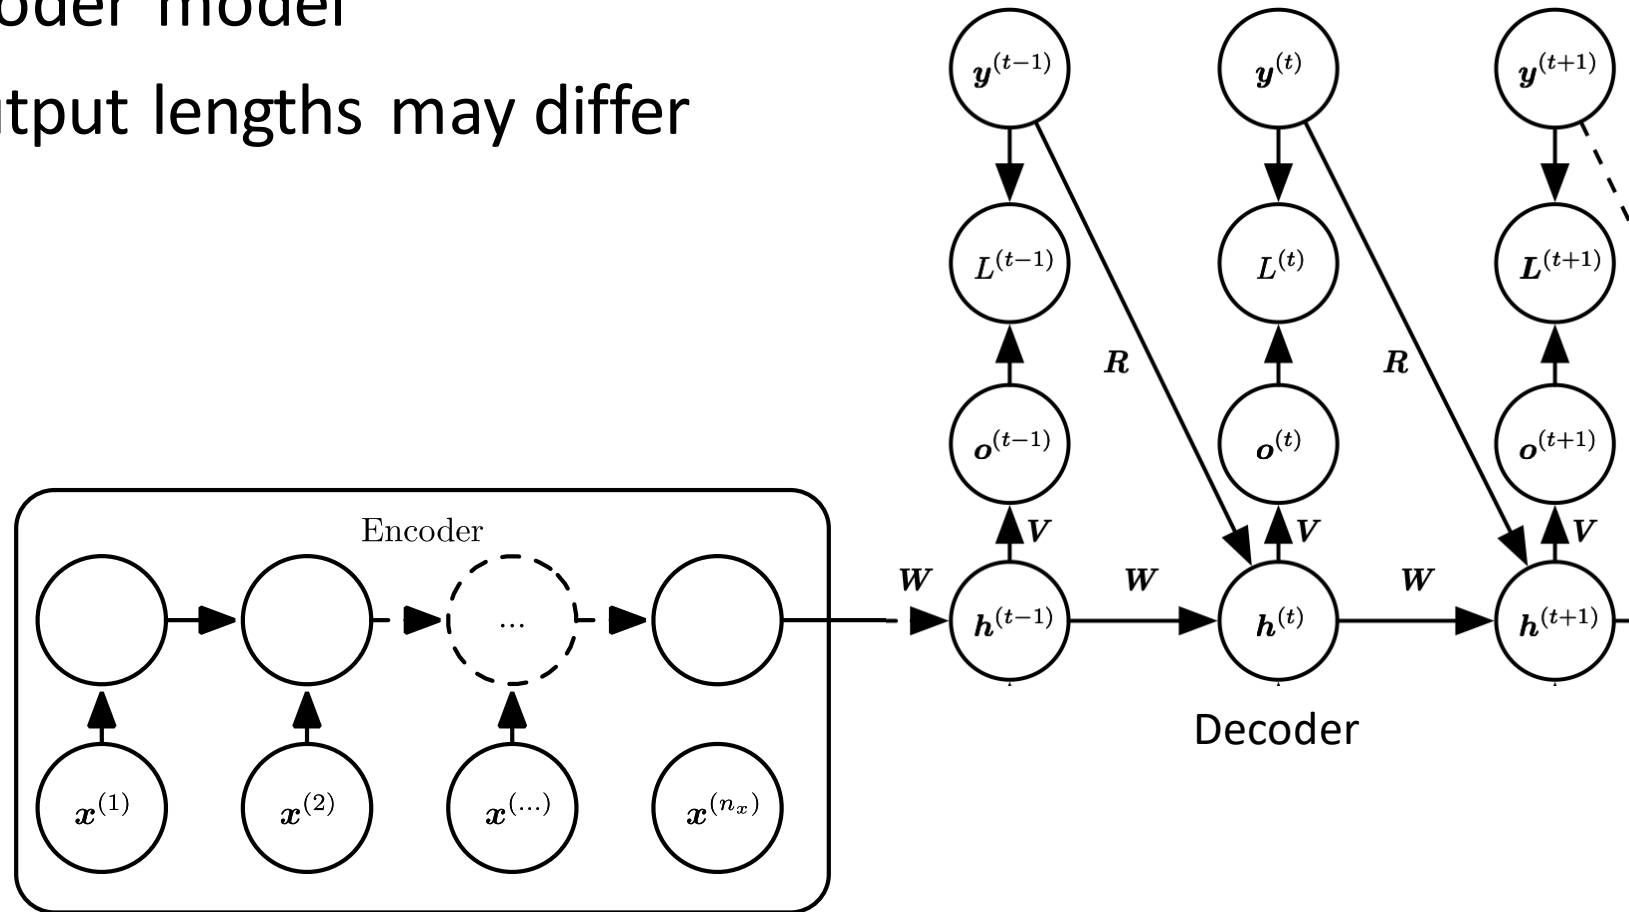 oder model
tput lengths may differ
y^(t−1) y^(t) y^(t+1)
L^(t−1) L^(t) L^(t+1)
R R
o^(t−1) o^(t) o^(t+1)
Encoder
V V V
W W W
... h^(t−1) h^(t) h^(t+1)
Decoder
x^(1) x^(2) x^(...) x^(n_x)